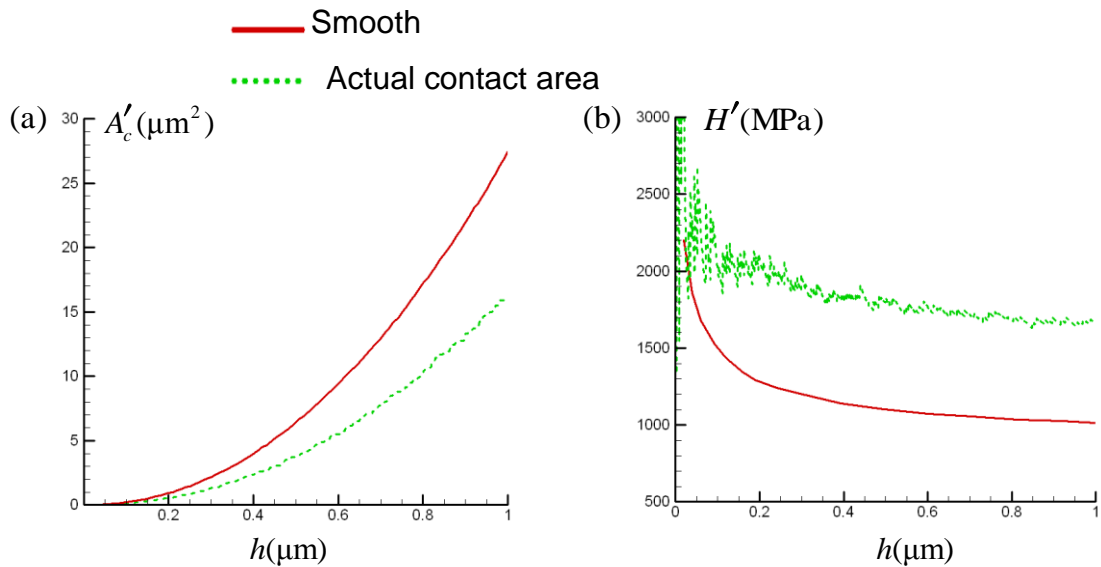 Smooth
Actual contact area
(a) A′c(μm²)
30
25
20
15
10
5
0
0.2 0.4 0.6 0.8 1
h(μm)
(b) H′(MPa)
3000
2500
2000
1500
1000
500
0 0.2 0.4 0.6 0.8 1
h(μm)